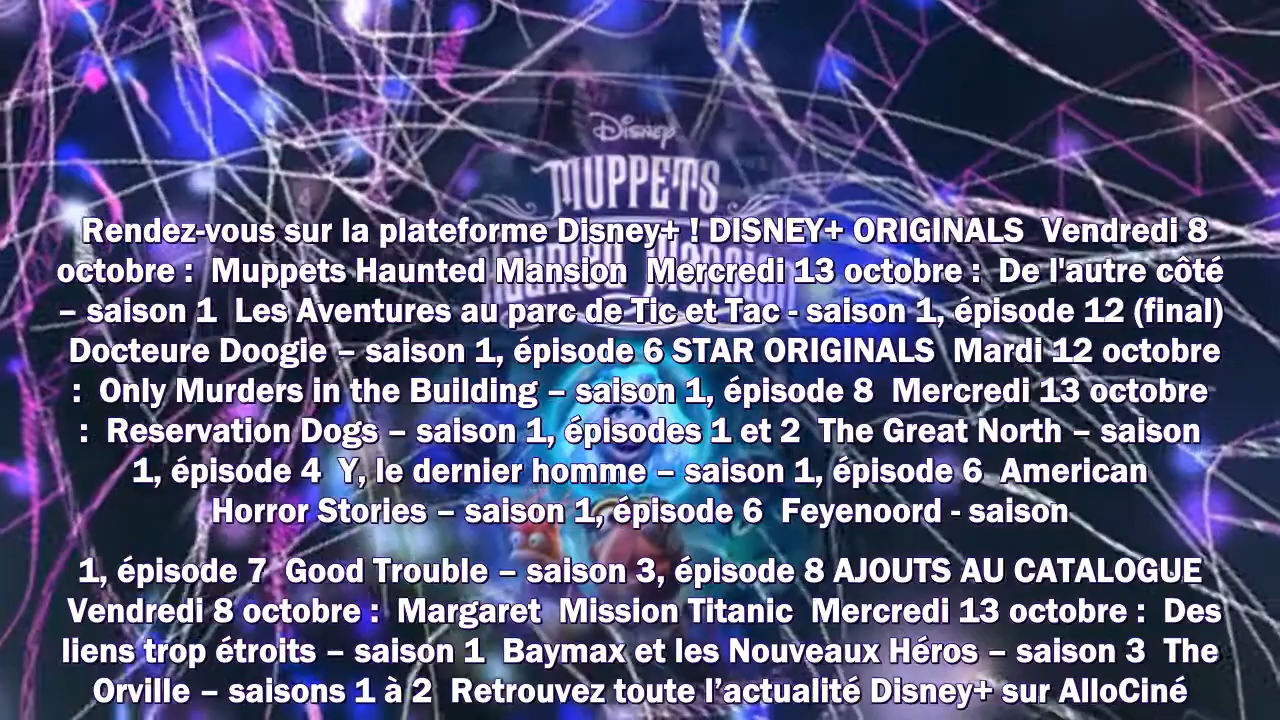 Disney
MUPPETS
Rendez-vous sur la plateforme Disney+ ! DISNEY+ ORIGINALS Vendredi 8
octobre : Muppets Haunted Mansion Mercredi 13 octobre : De l'autre côté
– saison 1 Les Aventures au parc de Tic et Tac - saison 1, épisode 12 (final)
Docteure Doogie – saison 1, épisode 6 STAR ORIGINALS Mardi 12 octobre
: Only Murders in the Building – saison 1, épisode 8 Mercredi 13 octobre
: Reservation Dogs – saison 1, épisodes 1 et 2 The Great North – saison
1, épisode 4 Y, le dernier homme – saison 1, épisode 6 American
Horror Stories – saison 1, épisode 6 Feyenoord - saison
1, épisode 7 Good Trouble – saison 3, épisode 8 AJOUTS AU CATALOGUE
Vendredi 8 octobre : Margaret Mission Titanic Mercredi 13 octobre : Des
liens trop étroits – saison 1 Baymax et les Nouveaux Héros – saison 3 The
Orville – saisons 1 à 2 Retrouvez toute l’actualité Disney+ sur AlloCiné